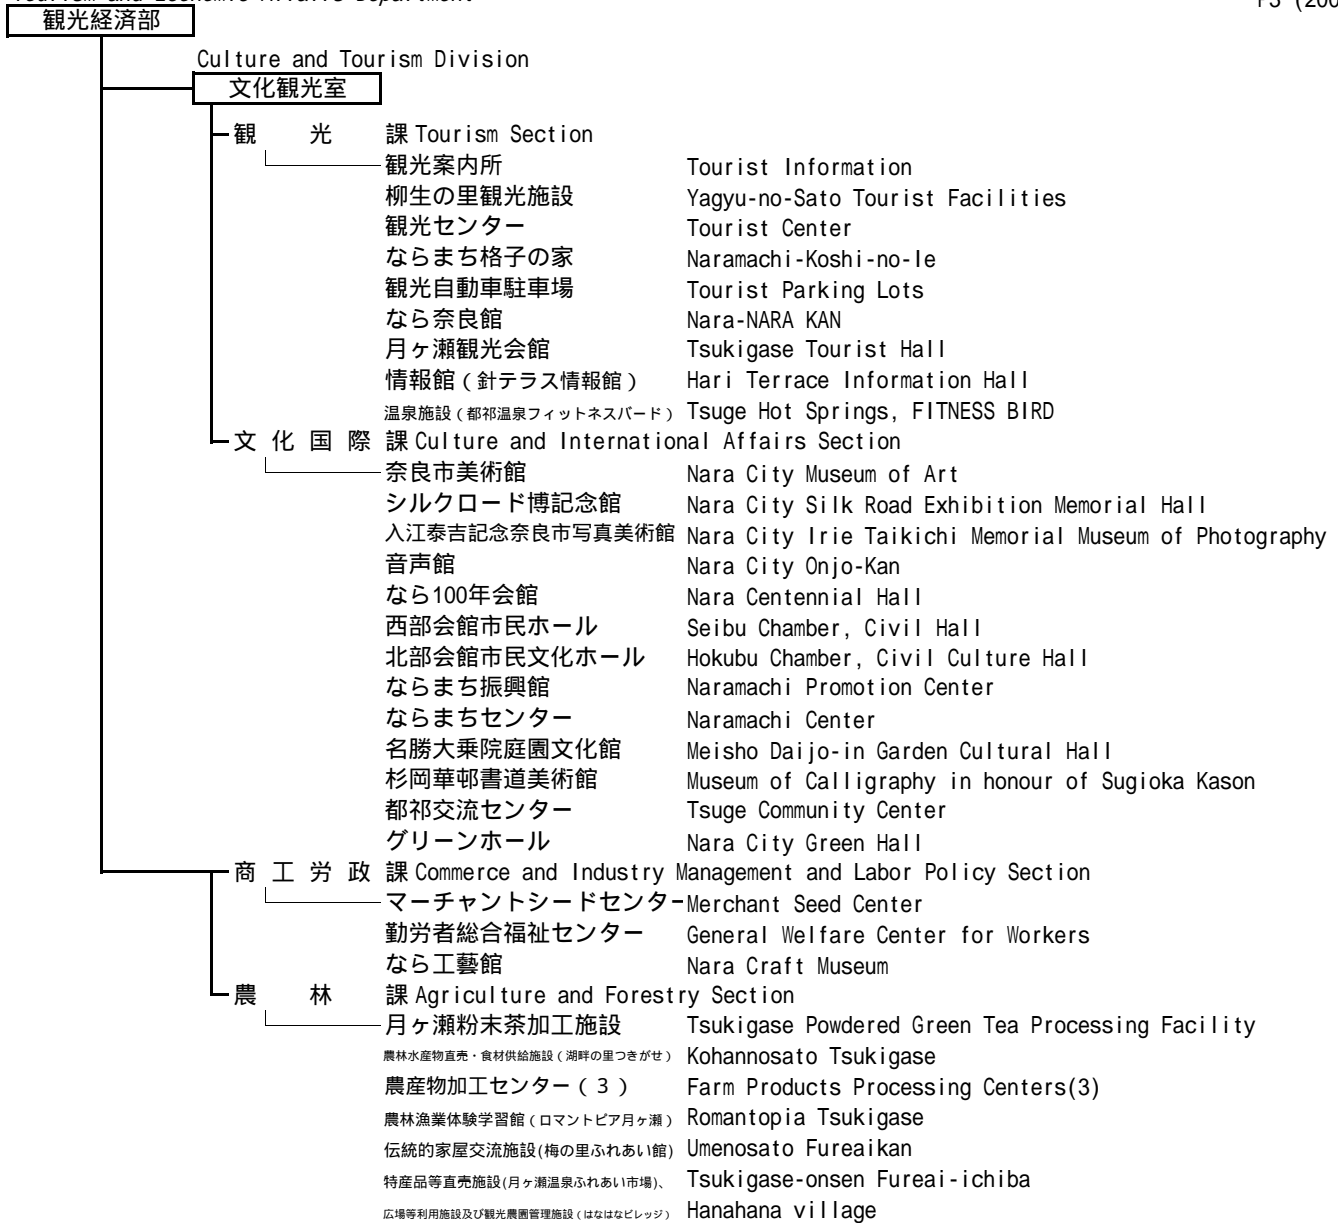 Tourism and Economic Affairs Department
P3 (200
観光経済部
Culture and Tourism Division
文化観光室
観光課 Tourism Section
観光案内所 Tourist Information
柳生の里観光施設 Yagyu-no-Sato Tourist Facilities
観光センター Tourist Center
ならまち格子の家 Naramachi-Koshi-no-Ie
観光自動車駐車場 Tourist Parking Lots
なら奈良館 Nara-NARA KAN
月ヶ瀬観光会館 Tsukigase Tourist Hall
情報館（針テラス情報館） Hari Terrace Information Hall
温泉施設（都祁温泉フィットネスバード） Tsuge Hot Springs, FITNESS BIRD
文化国際課 Culture and International Affairs Section
奈良市美術館 Nara City Museum of Art
シルクロード博記念館 Nara City Silk Road Exhibition Memorial Hall
入江泰吉記念奈良市写真美術館 Nara City Irie Taikichi Memorial Museum of Photography
音声館 Nara City Onjo-Kan
なら100年会館 Nara Centennial Hall
西部会館市民ホール Seibu Chamber, Civil Hall
北部会館市民文化ホール Hokubu Chamber, Civil Culture Hall
ならまち振興館 Naramachi Promotion Center
ならまちセンター Naramachi Center
名勝大乗院庭園文化館 Meisho Daijo-in Garden Cultural Hall
杉岡華邨書道美術館 Museum of Calligraphy in honour of Sugioka Kason
都祁交流センター Tsuge Community Center
グリーンホール Nara City Green Hall
商工労政課 Commerce and Industry Management and Labor Policy Section
マーチャントシードセンター Merchant Seed Center
勤労者総合福祉センター General Welfare Center for Workers
なら工藝館 Nara Craft Museum
農林課 Agriculture and Forestry Section
月ヶ瀬粉末茶加工施設 Tsukigase Powdered Green Tea Processing Facility
農林水産物直売・食材供給施設（湖畔の里つきがせ） Kohannosato Tsukigase
農産物加工センター（３） Farm Products Processing Centers(3)
農林漁業体験学習館（ロマントピア月ヶ瀬） Romantopia Tsukigase
伝統的家屋交流施設(梅の里ふれあい館) Umenosato Fureaikan
特産品等直売施設(月ヶ瀬温泉ふれあい市場)、 Tsukigase-onsen Fureai-ichiba
広場等利用施設及び観光農園管理施設（はなはなビレッジ） Hanahana village